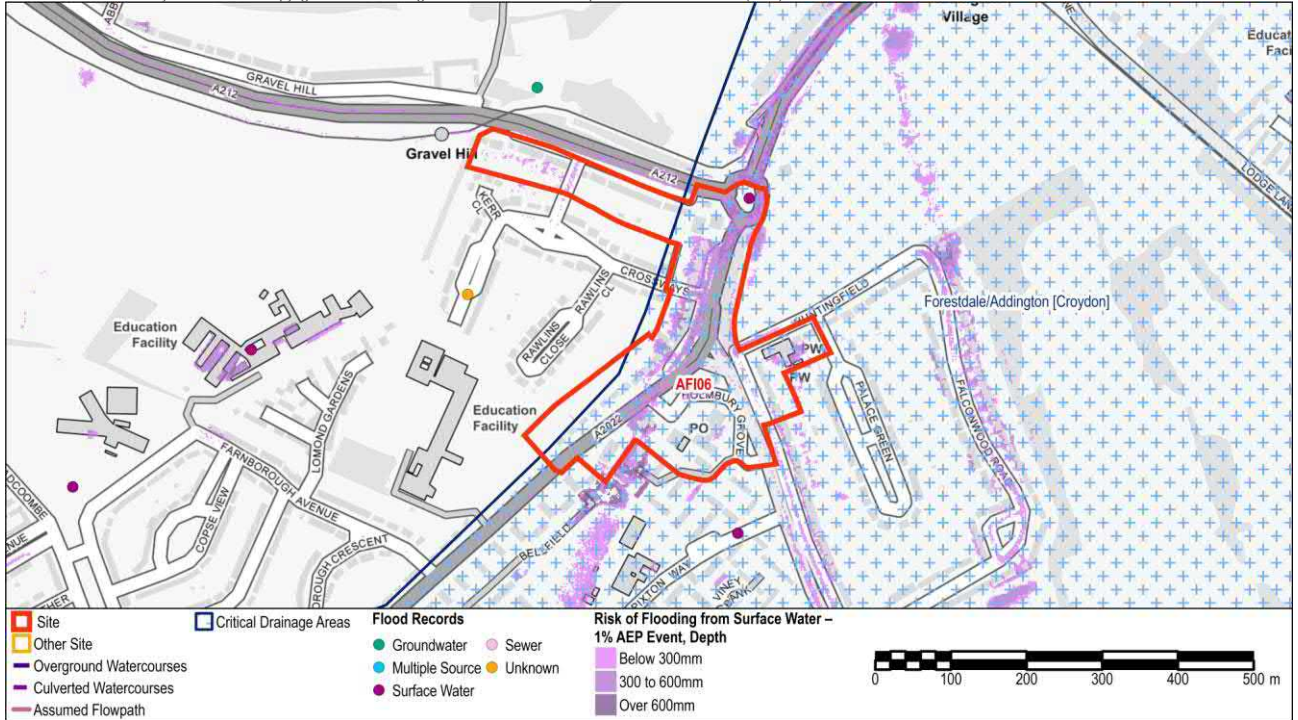 Village
Educat
Faci
GRAVEL HILL
A212
Gravel Hill
A212
LODGE LANE
KERR
CL
CROSSWAYS
RAWLINS
CL
RAWLINS
CLOSE
HUNTINGFIELD
Forestdale/Addington [Croydon]
Education
Facility
PW
PW
AFI06
HOLMBURY GROVE
PO
A2022
PALACE GREEN
FALCONWOOD ROAD
LOMOND GARDENS
Education
Facility
FARNBOROUGH AVENUE
COPSE VIEW
OROUGH CRESCENT
Site
Other Site
Overground Watercourses
Culverted Watercourses
Assumed Flowpath
Critical Drainage Areas
Flood Records
Groundwater
Multiple Source
Surface Water
Sewer
Unknown
Risk of Flooding from Surface Water –
1% AEP Event, Depth
Below 300mm
300 to 600mm
Over 600mm
0 100 200 300 400 500 m